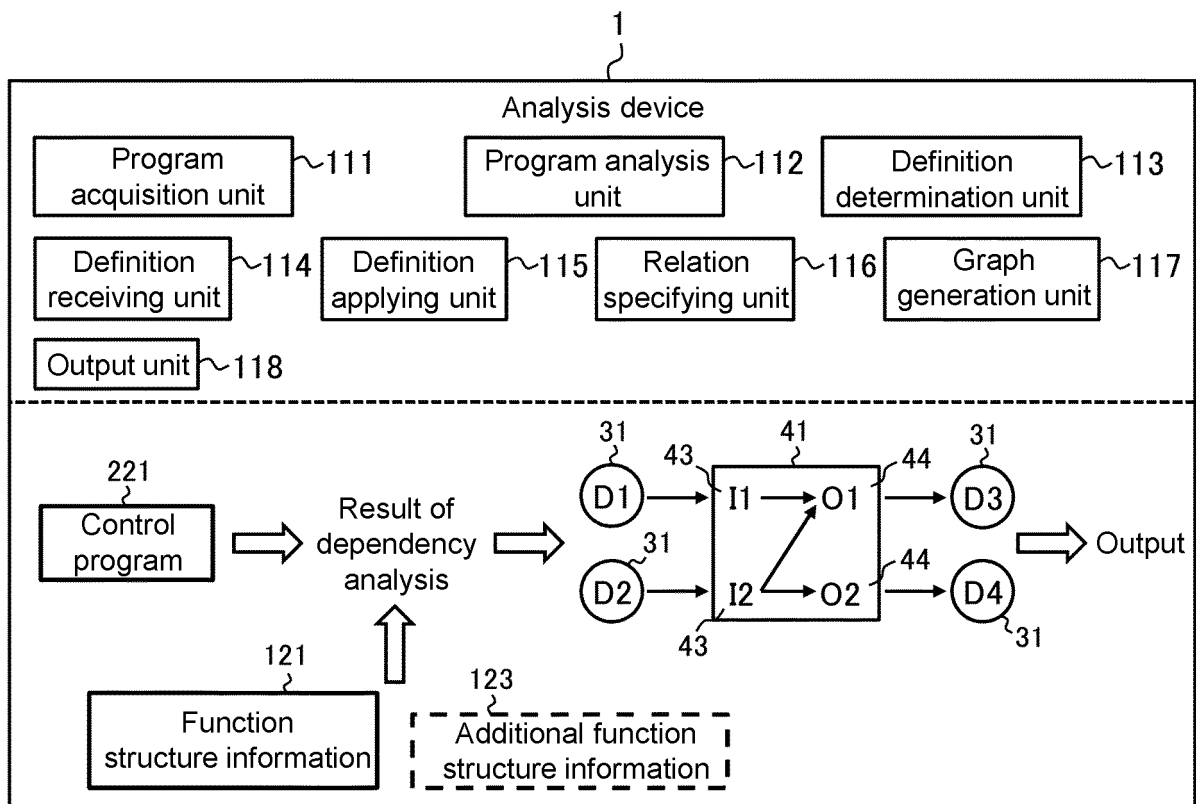 1
Analysis device
Program
acquisition unit
111
Program analysis
unit
112
Definition
determination unit
113
Definition
receiving unit
114
Definition
applying unit
115
Relation
specifying unit
116
Graph
generation unit
117
Output unit
118
221
Control
program
Result of
dependency
analysis
31
D1
31
D2
43
41
44
I1
O1
I2
O2
43
44
31
D3
D4
31
Output
121
Function
structure information
123
Additional function
structure information